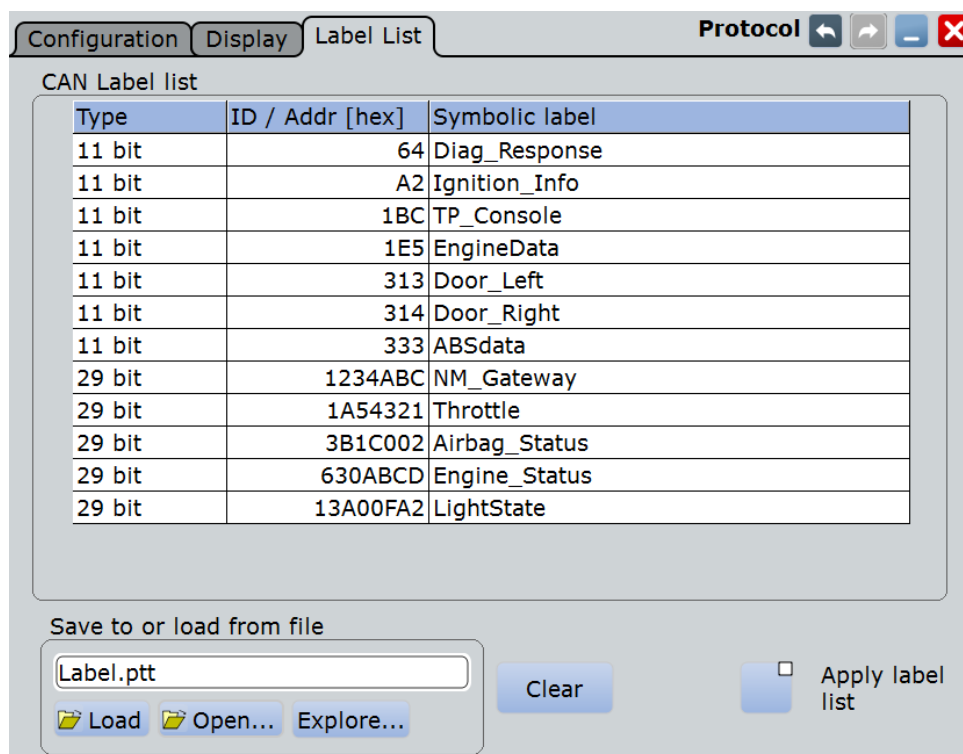 Configuration Display Label List Protocol
CAN Label list
Type ID / Addr [hex] Symbolic label
11 bit 64 Diag_Response
11 bit A2 Ignition_Info
11 bit 1BC TP_Console
11 bit 1E5 EngineData
11 bit 313 Door_Left
11 bit 314 Door_Right
11 bit 333 ABSdata
29 bit 1234ABC NM_Gateway
29 bit 1A54321 Throttle
29 bit 3B1C002 Airbag_Status
29 bit 630ABCD Engine_Status
29 bit 13A00FA2 LightState
Save to or load from file
Label.ptt
Load Open... Explore...
Clear
Apply label
list